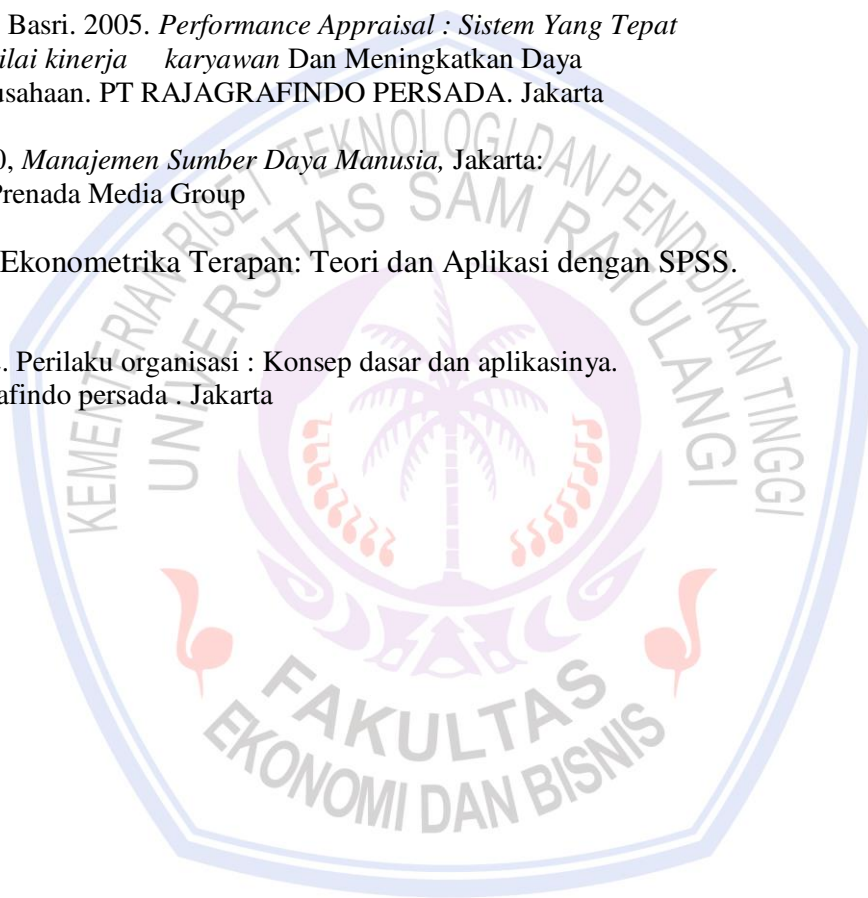 Basri. 2005. Performance Appraisal : Sistem Yang Tepat
ilai kinerja karyawan Dan Meningkatkan Daya
usahaan. PT RAJAGRAFINDO PERSADA. Jakarta
0, Manajemen Sumber Daya Manusia, Jakarta:
Prenada Media Group
Ekonometrika Terapan: Teori dan Aplikasi dengan SPSS.
. Perilaku organisasi : Konsep dasar dan aplikasinya.
afindo persada . Jakarta
KEMENTERIAN RISET TEKNOLOGI DAN PENDIDIKAN TINGGI
UNIVERSITAS SAM RATULANGI
FAKULTAS
EKONOMI DAN BISNIS